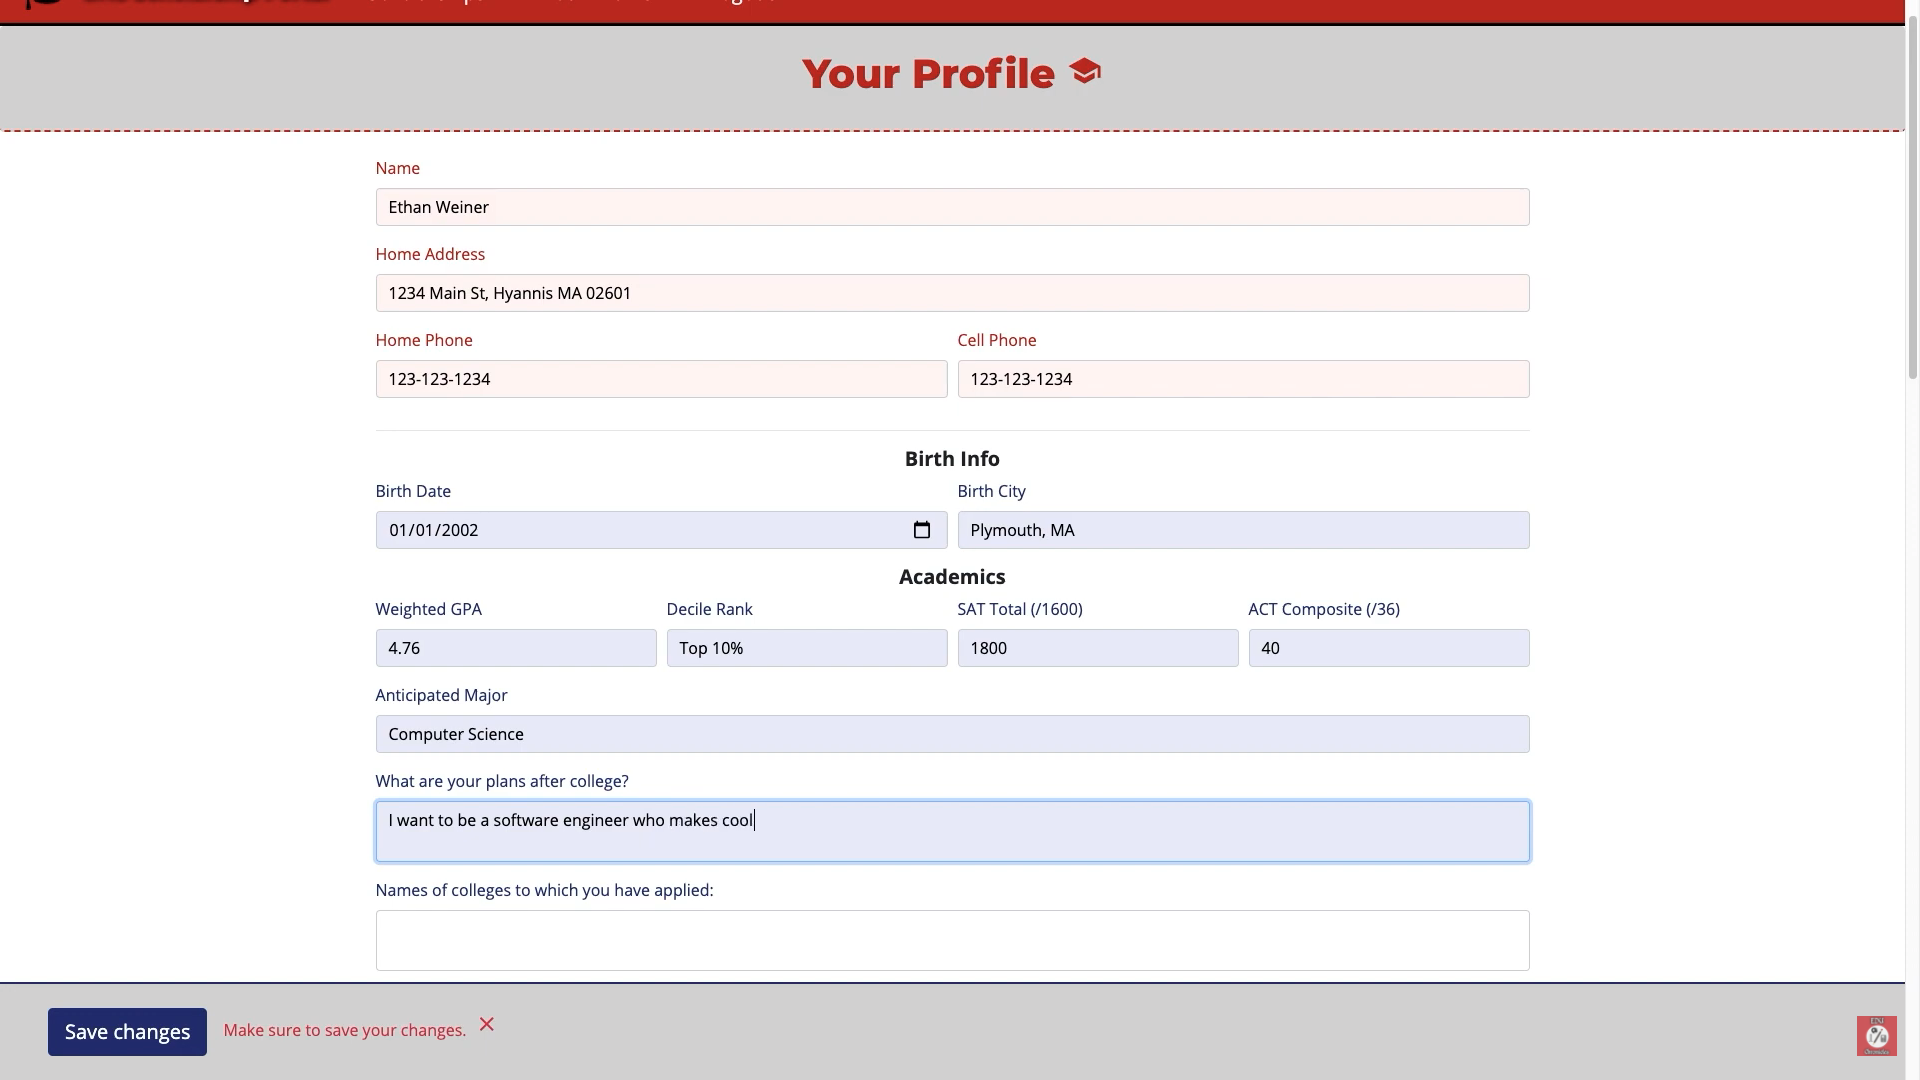 Your Profile
Name
Ethan Weiner
Home Address
1234 Main St, Hyannis MA 02601
Home Phone
Cell Phone
123-123-1234
123-123-1234
Birth Info
Birth Date
Birth City
01/01/2002
Plymouth, MA
Academics
Weighted GPA
Decile Rank
SAT Total (/1600)
ACT Composite (/36)
4.76
Top 10%
1800
40
Anticipated Major
Computer Science
What are your plans after college?
I want to be a software engineer who makes cool
Names of colleges to which you have applied:
Save changes
Make sure to save your changes.